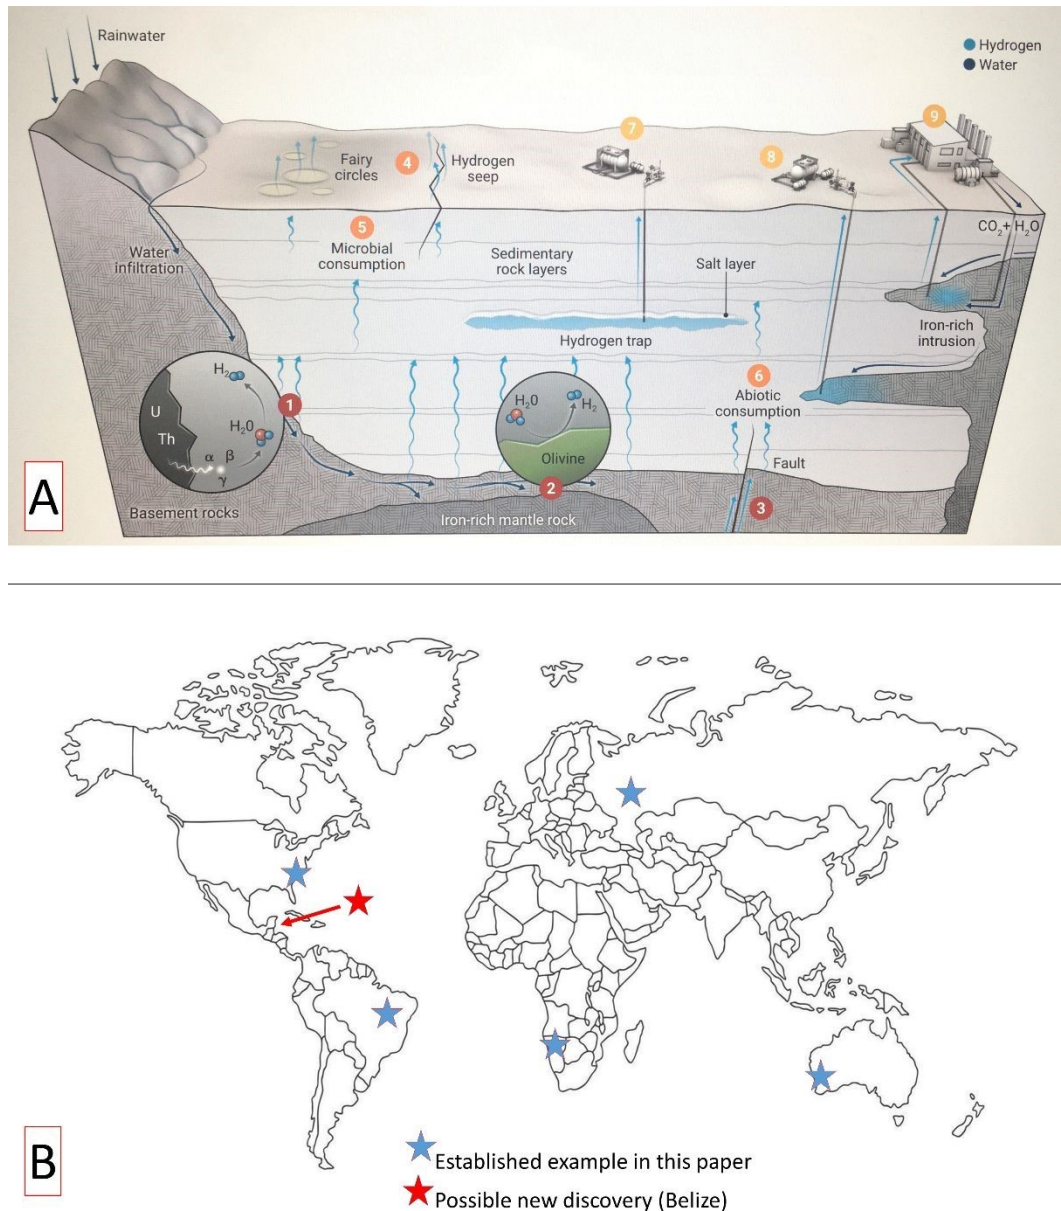 Rainwater
Hydrogen
Water
9
7
Fairy
circles
4
Hydrogen
seep
8
5
Microbial
consumption
CO₂+ H₂O
Water
infiltration
Sedimentary
rock layers
Salt layer
Hydrogen trap
Iron-rich
intrusion
H₂
U
Th
H₂0
α β
γ
1
H₂0
H₂
Olivine
2
6
Abiotic
consumption
Fault
3
A
Basement rocks
Iron-rich mantle rock
B
Established example in this paper
Possible new discovery (Belize)